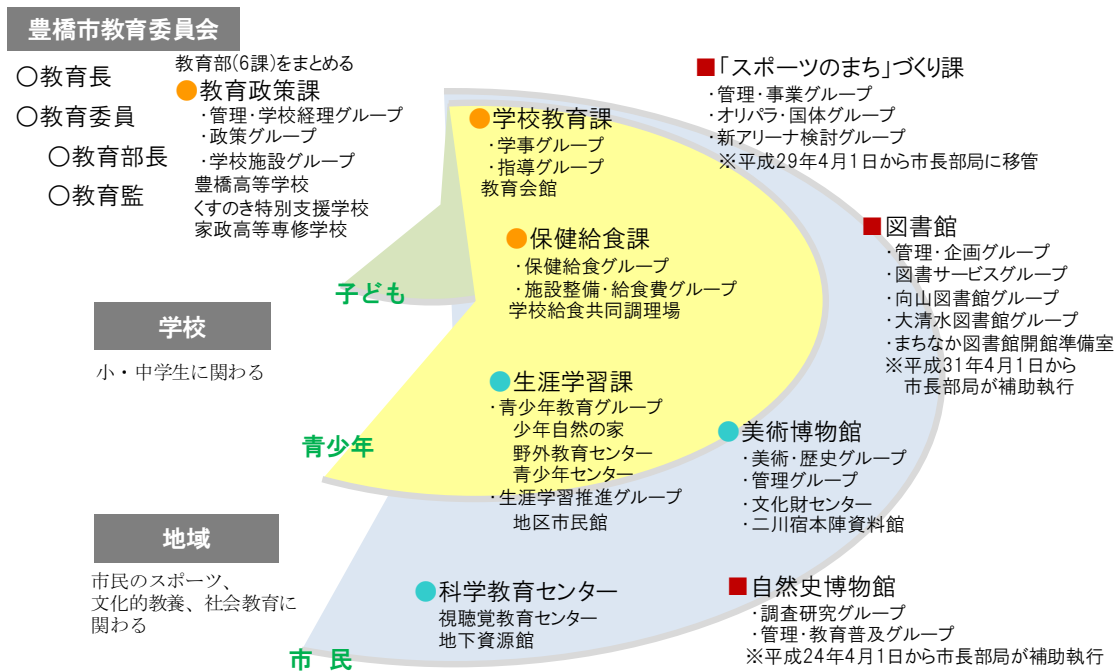 豊橋市教育委員会
○教育長
○教育委員
○教育部長
○教育監
教育部(6課)をまとめる
●教育政策課
・管理・学校経理グループ
・政策グループ
・学校施設グループ
豊橋高等学校
くすのき特別支援学校
家政高等専修学校
●学校教育課
・学事グループ
・指導グループ
教育会館
■「スポーツのまち」づくり課
・管理・事業グループ
・オリパラ・国体グループ
・新アリーナ検討グループ
※平成29年4月1日から市長部局に移管
●保健給食課
・保健給食グループ
・施設整備・給食費グループ
学校給食共同調理場
■図書館
・管理・企画グループ
・図書サービスグループ
・向山図書館グループ
・大清水図書館グループ
・まちなか図書館開館準備室
※平成31年4月1日から
市長部局が補助執行
子ども
学校
小・中学生に関わる
●生涯学習課
・青少年教育グループ
少年自然の家
野外教育センター
青少年センター
・生涯学習推進グループ
地区市民館
●美術博物館
・美術・歴史グループ
・管理グループ
・文化財センター
・二川宿本陣資料館
青少年
地域
市民のスポーツ、
文化的教養、社会教育に
関わる
●科学教育センター
視聴覚教育センター
地下資源館
■自然史博物館
・調査研究グループ
・管理・教育普及グループ
※平成24年4月1日から市長部局が補助執行
市 民